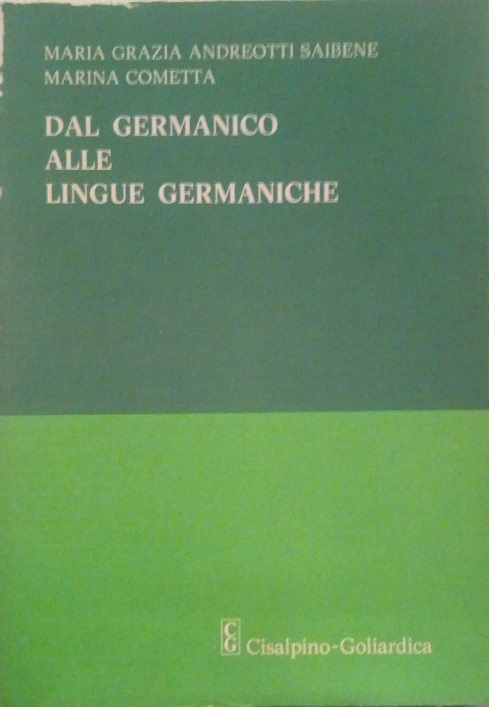 MARIA GRAZIA ANDREOTTI SAIBENE
MARINA COMETTA
DAL GERMANICO
ALLE
LINGUE GERMANICHE
CG Cisalpino-Goliardica